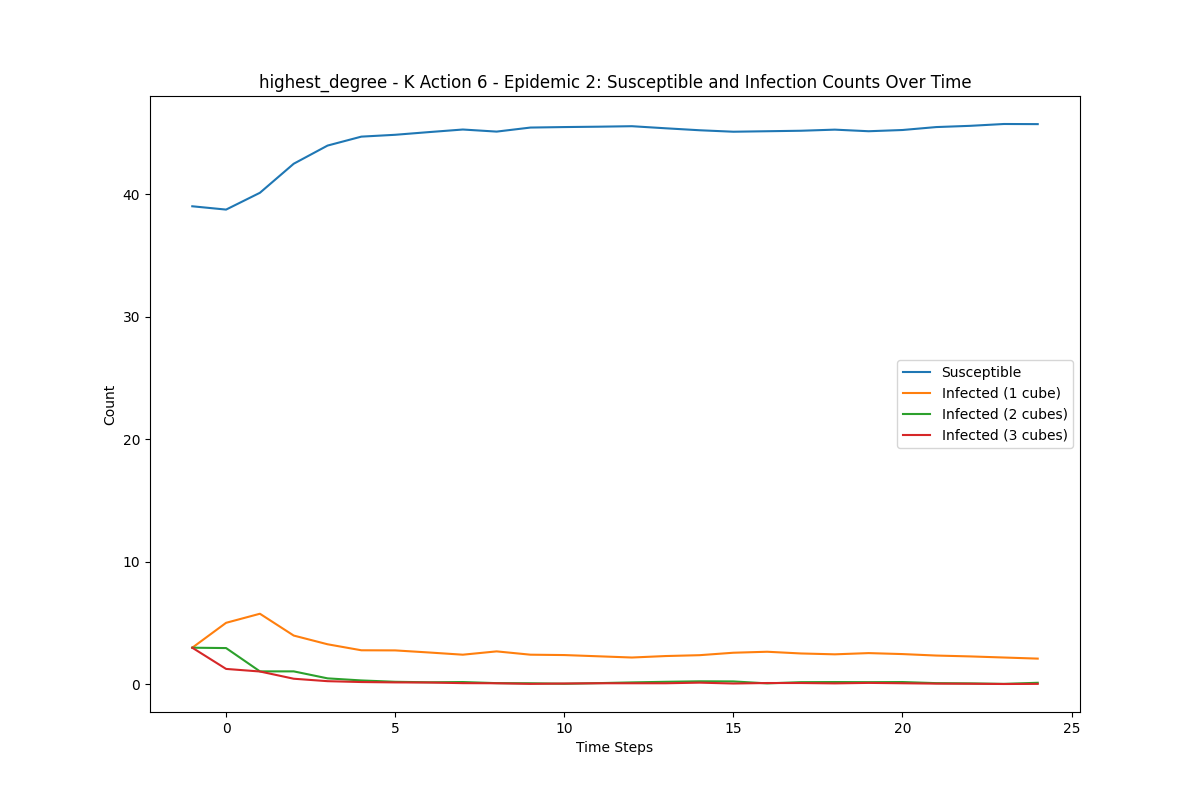 highest_degree - K Action 6 - Epidemic 2: Susceptible and Infection Counts Over Time
Count
40
30
20
10
0
Susceptible
Infected (1 cube)
Infected (2 cubes)
Infected (3 cubes)
0 5 10 15 20 25
Time Steps